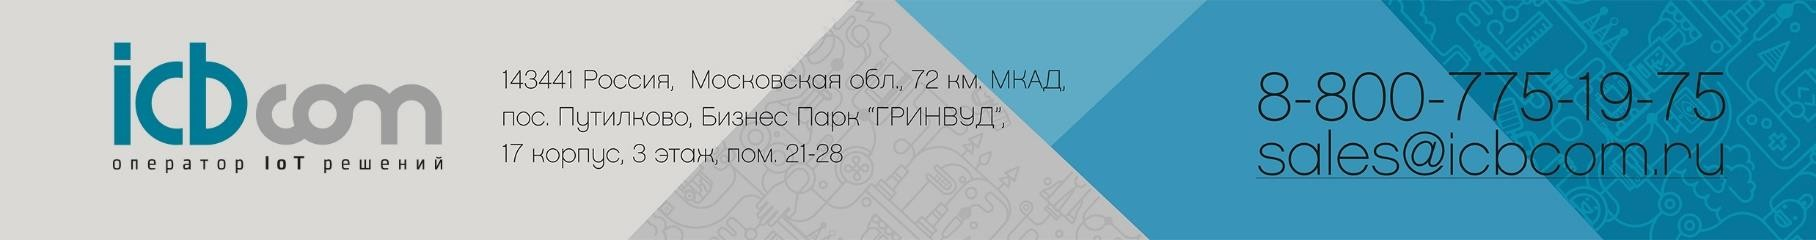 icbcom
оператор IoT решений
143441 Россия, Московская обл., 72 км. МКАД,
пос. Путилково, Бизнес Парк “ГРИНВУД”,
17 корпус, 3 этаж, пом. 21-28
8-800-775-19-75
sales@icbcom.ru